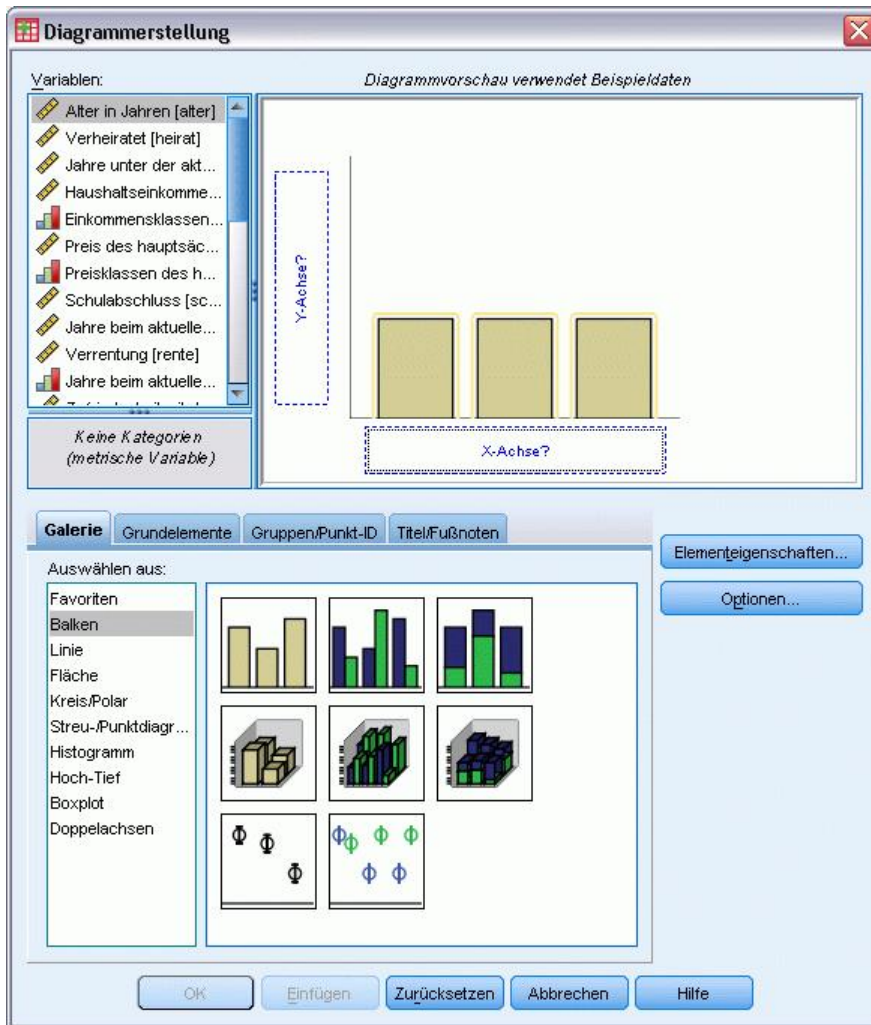 Diagrammerstellung
Variablen:
Diagrammvorschau verwendet Beispieldaten
Alter in Jahren [alter]
Verheiratet [heirat]
Jahre unter der akt...
Haushaltseinkomme...
Einkommensklassen...
Preis des hauptsäc...
Preisklassen des h...
Schulabschluss [sc...
Jahre beim aktuelle...
Verrentung [rente]
Jahre beim aktuelle...
Keine Kategorien
(metrische Variable)
Y-Achse?
X-Achse?
Galerie
Grundelemente
Gruppen/Punkt-ID
Titel/Fußnoten
Auswählen aus:
Favoriten
Balken
Linie
Fläche
Kreis/Polar
Streu-/Punktdiagr...
Histogramm
Hoch-Tief
Boxplot
Doppelachsen
Elementeigenschaften...
Optionen...
OK
Einfügen
Zurücksetzen
Abbrechen
Hilfe